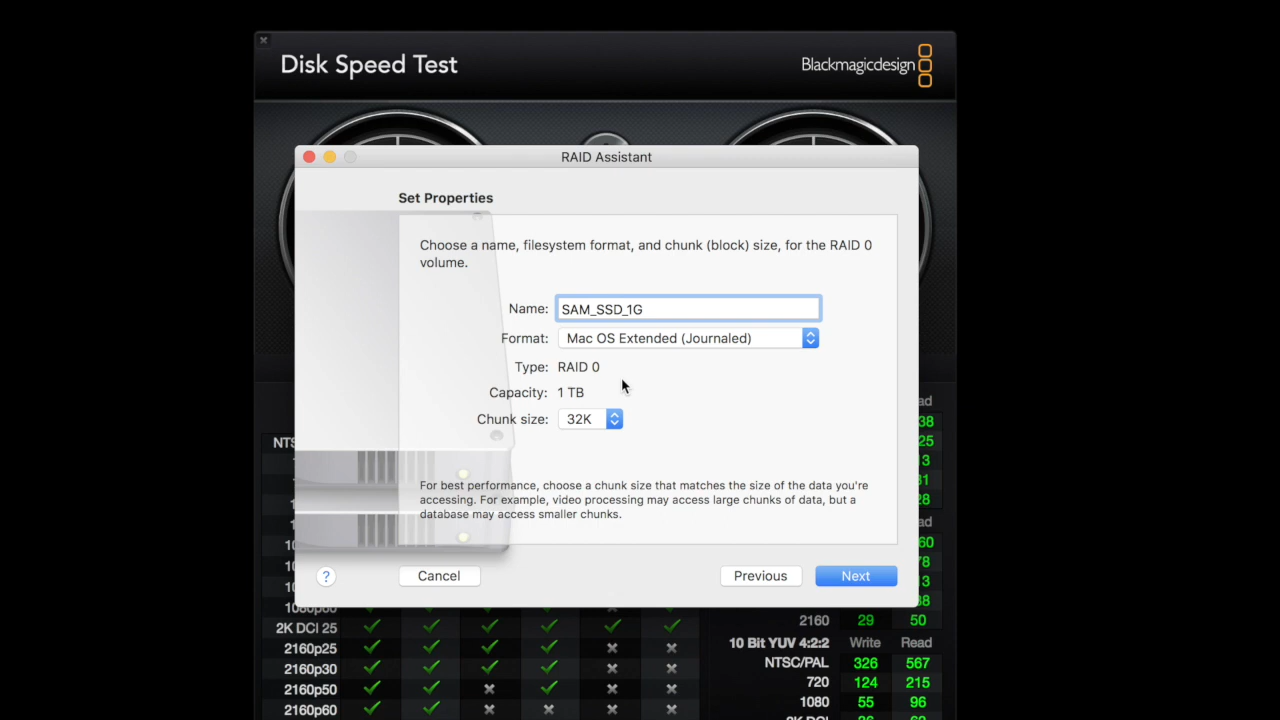 Disk Speed Test
Blackmagicdesign
RAID Assistant
Set Properties
Choose a name, filesystem format, and chunk (block) size, for the RAID 0
volume.
Name: SAM_SSD_1G
Format: Mac OS Extended (Journaled)
Type: RAID 0
Capacity: 1 TB
Chunk size: 32K
For best performance, choose a chunk size that matches the size of the data you're
accessing. For example, video processing may access large chunks of data, but a
database may access smaller chunks.
? Cancel Previous Next
1080p60
2K DCI 25
2160p25
2160p30
2160p50
2160p60
2160 29 50
10 Bit YUV 4:2:2 Write Read
NTSC/PAL 326 567
720 124 215
1080 55 96